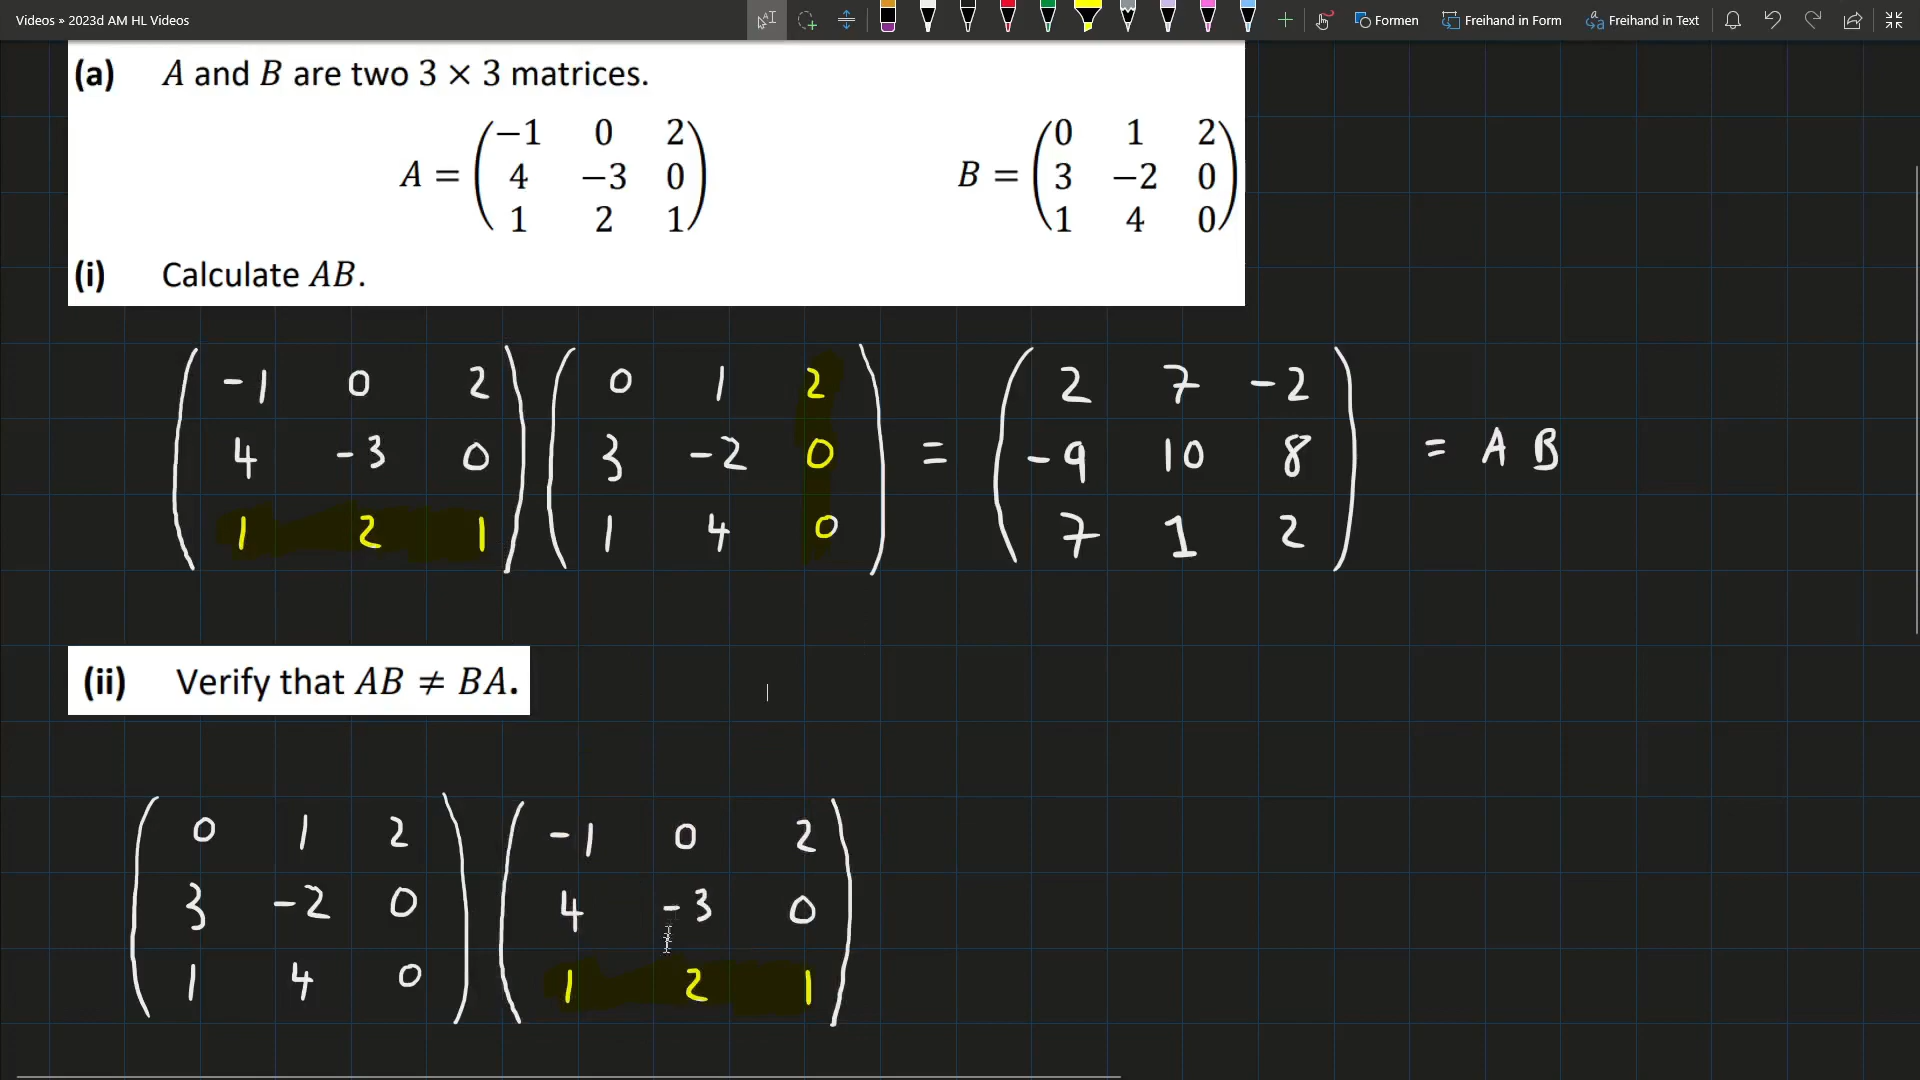 Videos » 2023d AM HL Videos
Formen Freihand in Form Freihand in Text
(a) A and B are two 3 × 3 matrices.
−1 0 2 0 1 2
A = 4 −3 0 B = 3 −2 0
1 2 1 1 4 0
(i) Calculate AB.
-1 0 2 0 1 2 2 7 -2
4 -3 0 3 -2 0 = -9 10 8 = A B
1 2 1 1 4 0 7 1 2
(ii) Verify that AB ≠ BA.
0 1 2 -1 0 2
3 -2 0 4 -3 0
1 4 0 1 2 1